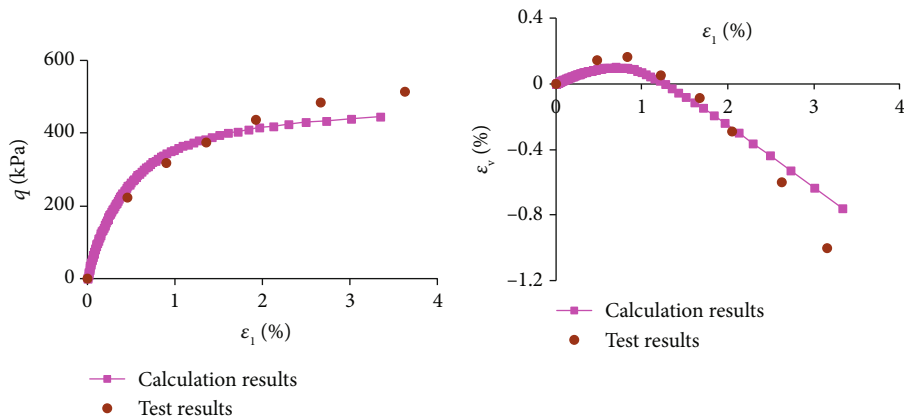 600
400
200
0
q (kPa)
0 1 2 3 4
ε₁ (%)
Calculation results
Test results
ε₁ (%)
0.4
0
−0.4
−0.8
−1.2
εᵥ (%)
0 1 2 3 4
Calculation results
Test results